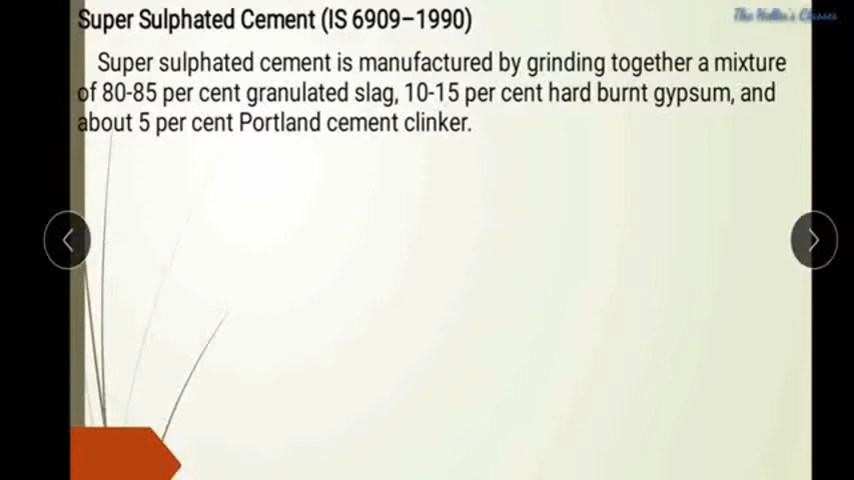 Super Sulphated Cement (IS 6909–1990)
Super sulphated cement is manufactured by grinding together a mixture
of 80-85 per cent granulated slag, 10-15 per cent hard burnt gypsum, and
about 5 per cent Portland cement clinker.